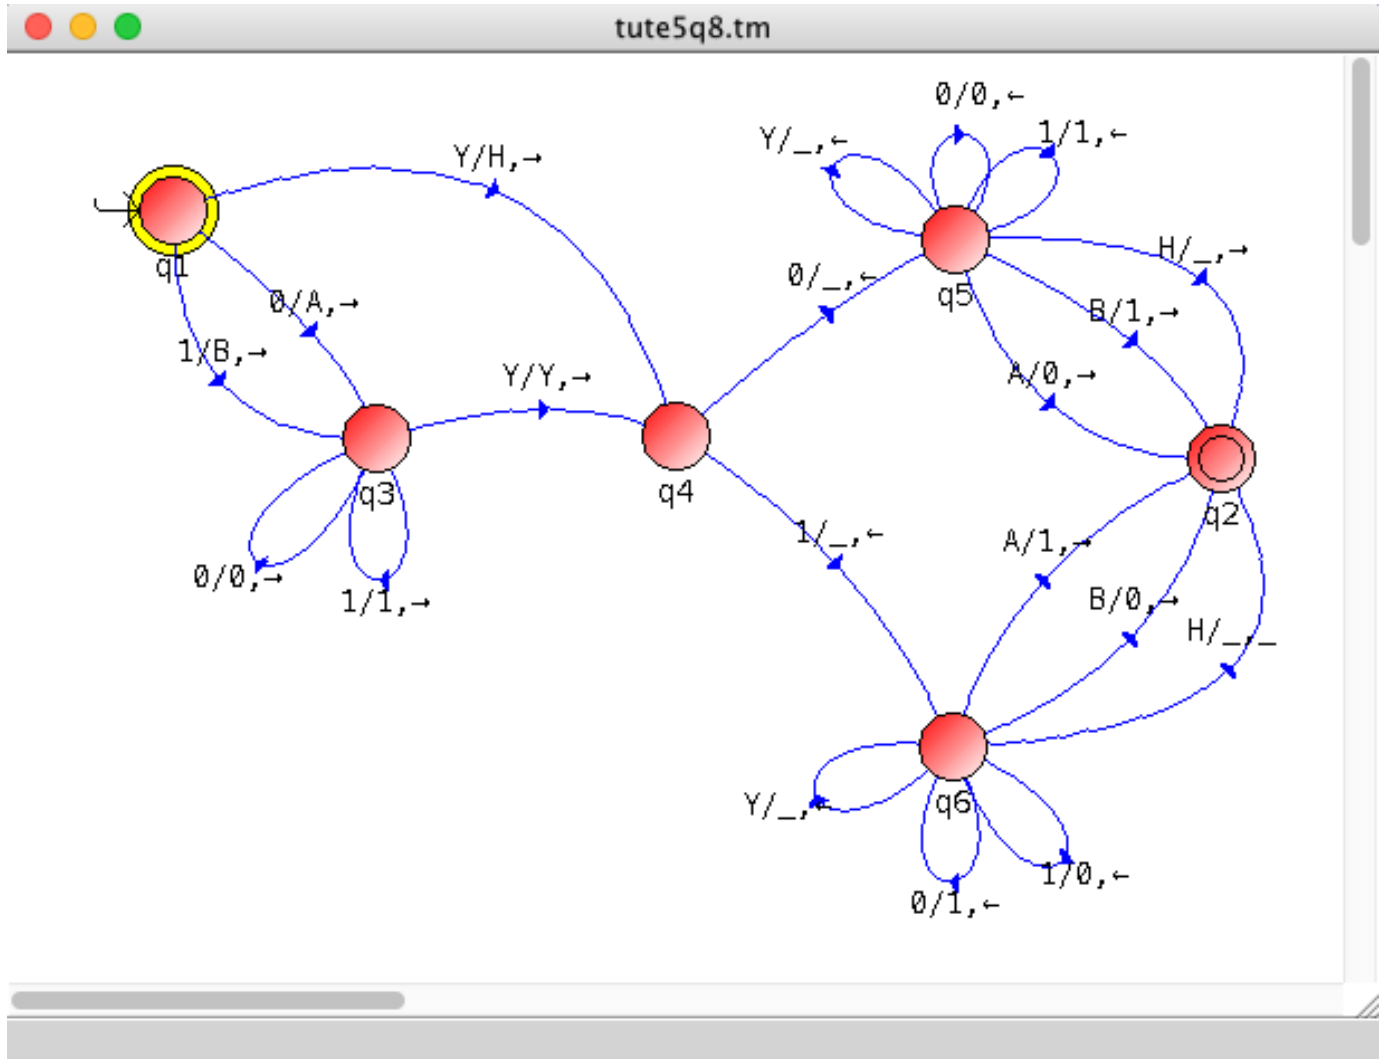 tute5q8.tm
0/0,←
Y/_,←
1/1,←
Y/H,→
q1
H/_,→
0/_,←
q5
0/A,→
B/1,→
1/B,→
Y/Y,→
A/0,→
q3
q4
q2
1/_,←
A/1,→
0/0,→
1/1,→
B/0,→
H/_,_
Y/_,←
q6
1/0,←
0/1,←